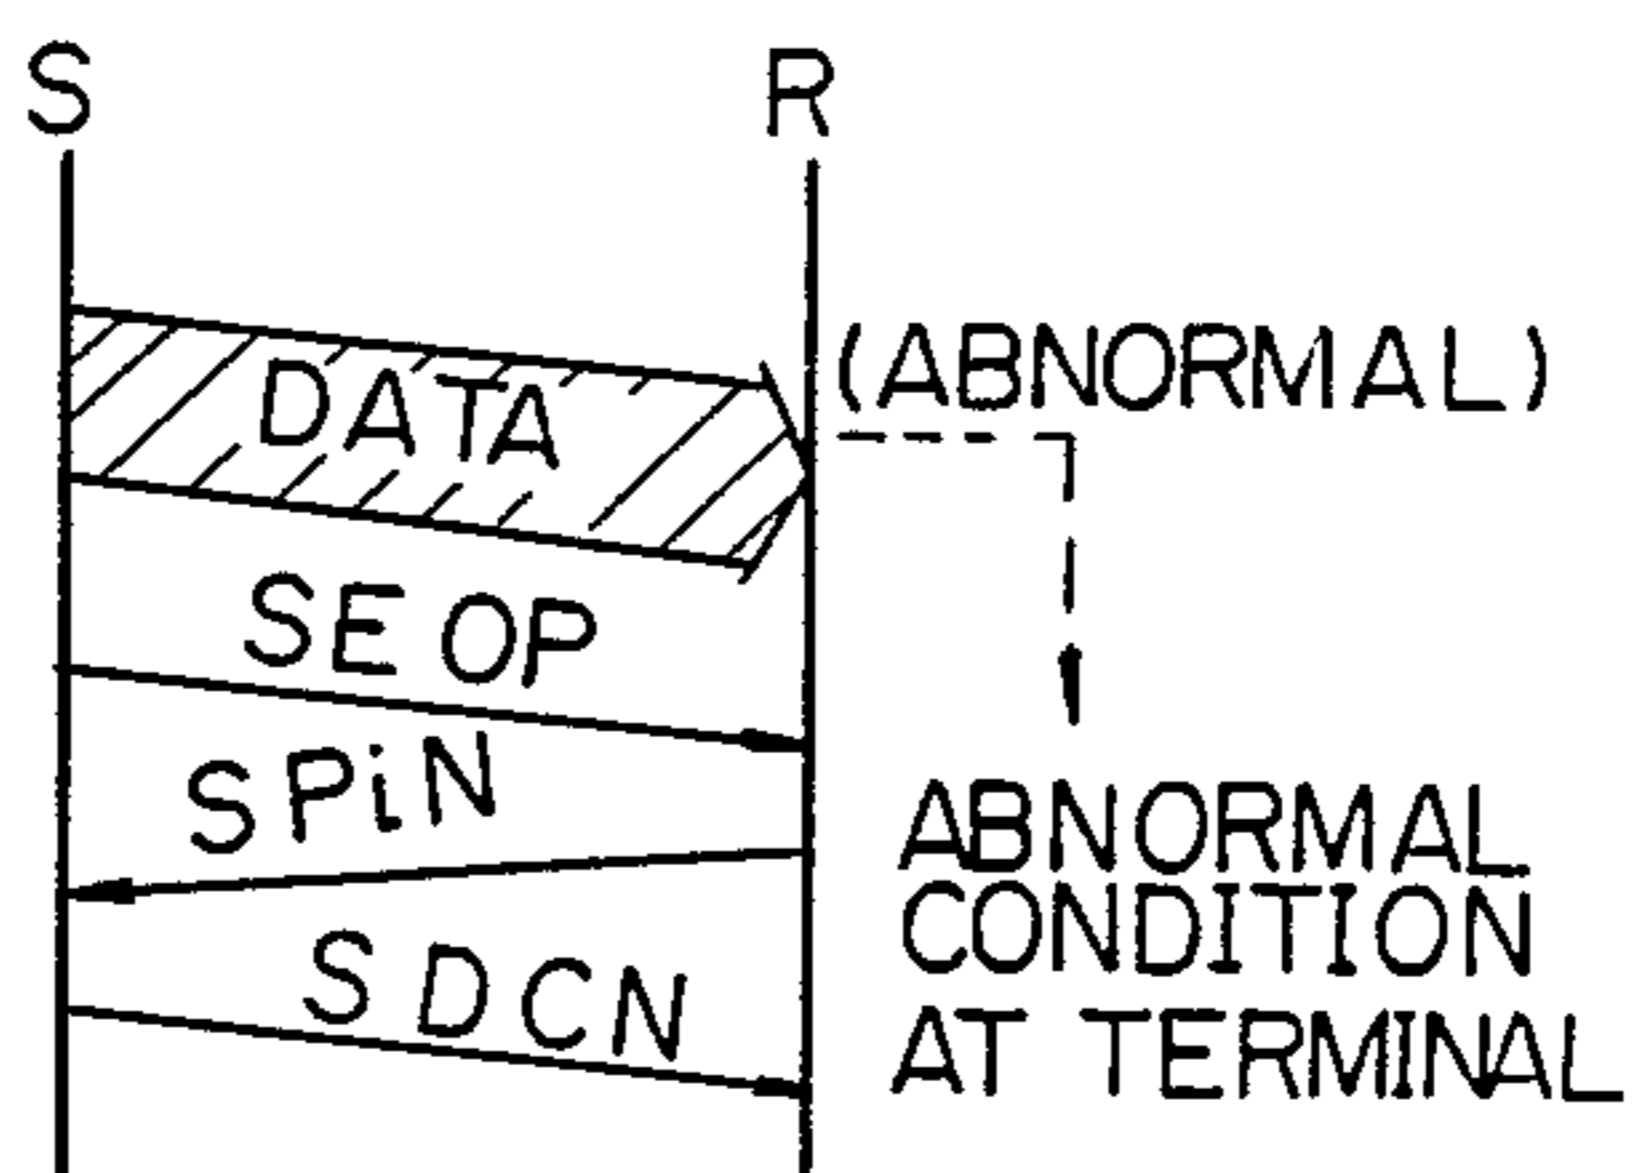 S
R
DATA
(ABNORMAL)
SEOP
SPiN
SDCN
ABNORMAL
CONDITION
AT TERMINAL